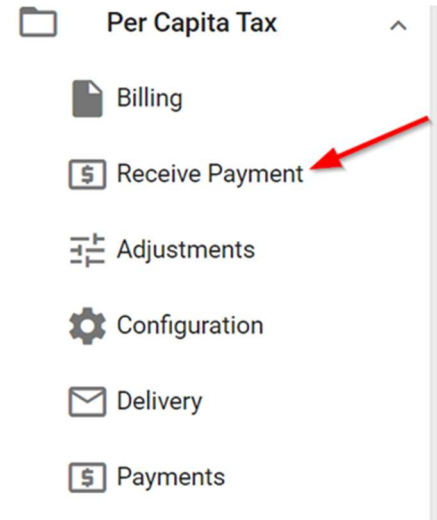 Per Capita Tax
Billing
Receive Payment
Adjustments
Configuration
Delivery
Payments